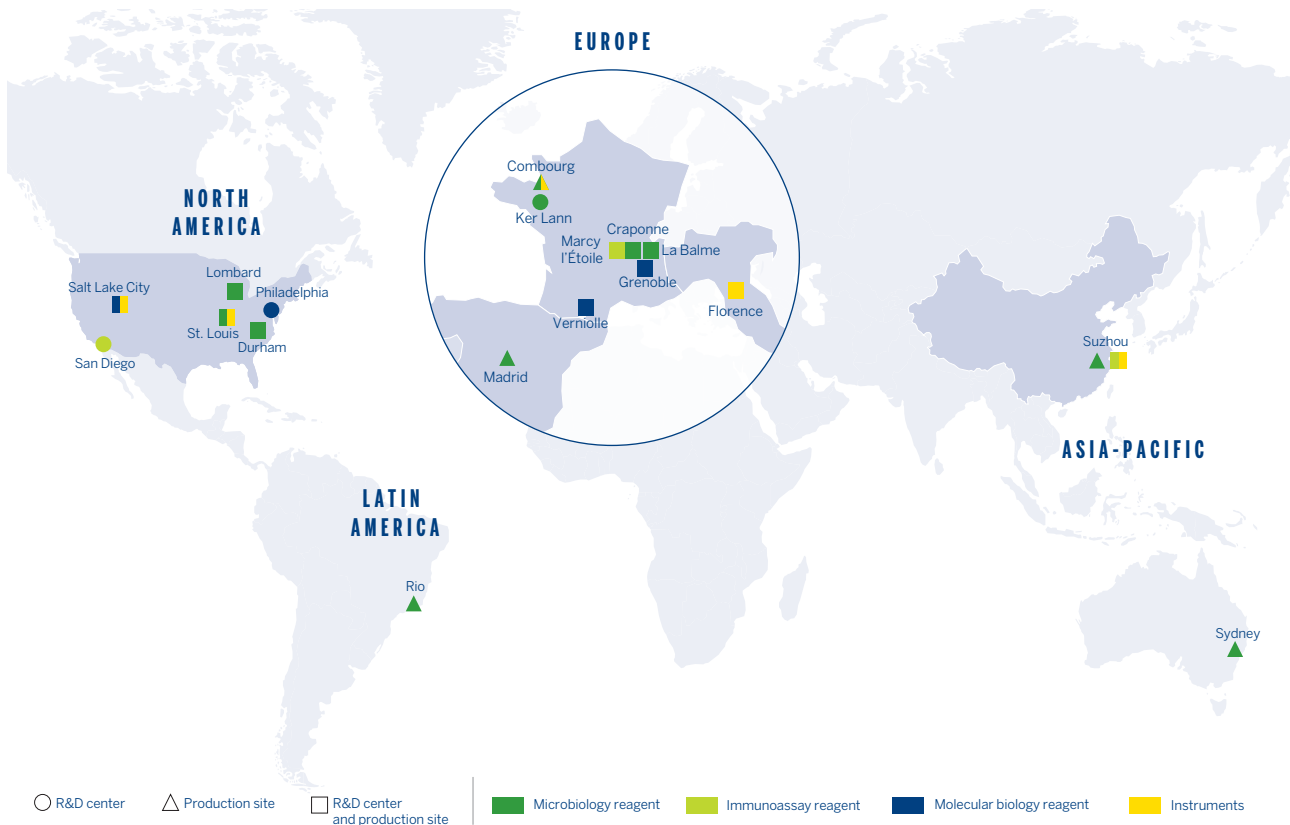 EUROPE
Combourg
Ker Lann
Craponne
Marcy
l'Étoile
La Balme
Grenoble
Florence
Verniolle
Madrid
NORTH
AMERICA
Lombard
Salt Lake City
Philadelphia
St. Louis
Durham
San Diego
Suzhou
ASIA-PACIFIC
LATIN
AMERICA
Rio
Sydney
R&D center
Production site
R&D center
and production site
Microbiology reagent
Immunoassay reagent
Molecular biology reagent
Instruments